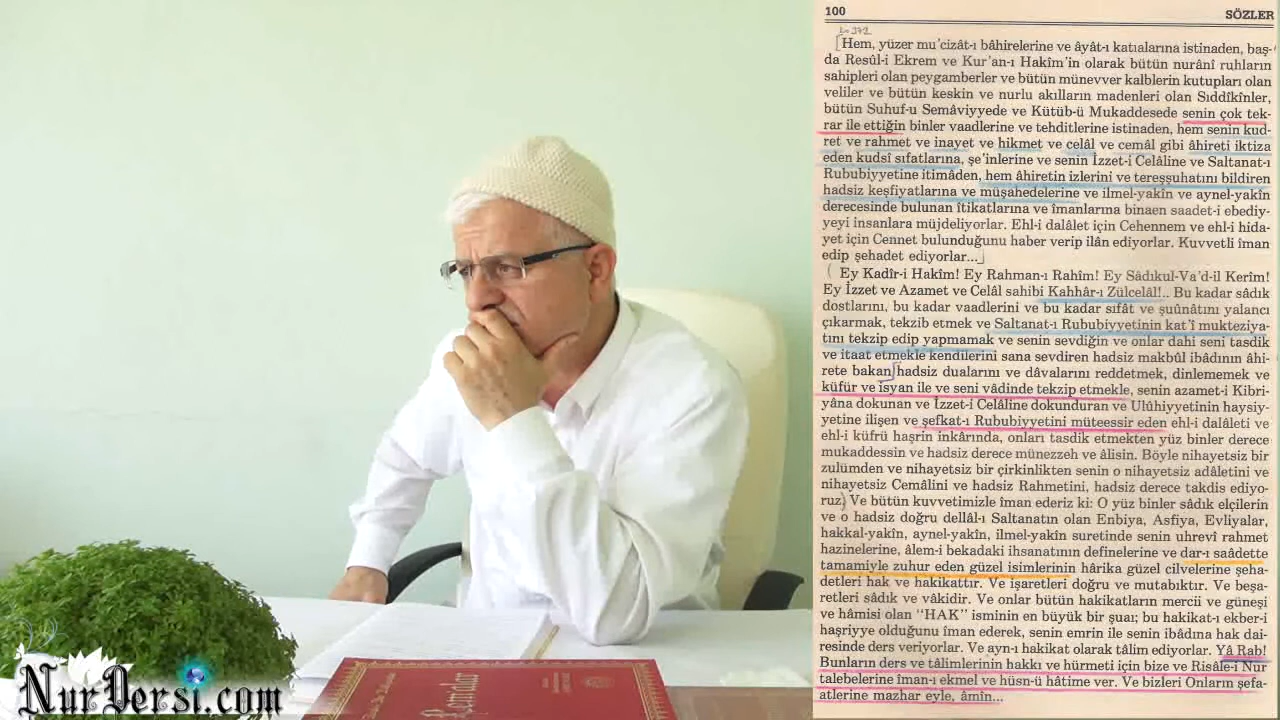 100
SÖZLER
[Hem, yüzer mu'cizât-ı bâhirelerine ve âyât-ı katıalarına istinaden, baş-
da Resûl-i Ekrem ve Kur'an-ı Hakîm'in olarak bütün nurânî ruhların
sahipleri olan peygamberler ve bütün münevver kalblerin kutupları olan
veliler ve bütün keskin ve nurlu akılların madenleri olan Sıddîkînler,
bütün Suhuf-u Semâviyyede ve Kütüb-ü Mukaddesede senin çok tek-
rar ile ettiğin binler vaadlerine ve tehditlerine istinaden, hem senin kud-
ret ve rahmet ve inayet ve hikmet ve celâl ve cemâl gibi âhireti iktiza
eden kudsî sıfatlarına, şe'inlerine ve senin İzzet-i Celâline ve Saltanat-ı
Rububiyyetine itimâden, hem âhiretin izlerini ve tereşşuhatını bildiren
hadsiz keşfiyatlarına ve müşahedelerine ve ilmel-yakîn ve aynel-yakîn
derecesinde bulunan îtikatlarına ve îmanlarına binaen saadet-i ebediy-
yeyi insanlara müjdeliyorlar. Ehl-i dalâlet için Cehennem ve ehl-i hida-
yet için Cennet bulunduğunu haber verip ilân ediyorlar. Kuvvetli îman
edip şehadet ediyorlar...]
( Ey Kadîr-i Hakîm! Ey Rahman-ı Rahîm! Ey Sâdıkul-Va'd-il Kerîm!
Ey İzzet ve Azamet ve Celâl sahibi Kahhâr-ı Zülcelâl!.. Bu kadar sâdık
dostlarını, bu kadar vaadlerini ve bu kadar sıfât ve şuûnâtını yalancı
çıkarmak, tekzib etmek ve Saltanat-ı Rububiyyetinin kat'î mukteziya-
tını tekzip edip yapmamak ve senin sevdiğin ve onlar dahi seni tasdik
ve itaat etmekle kendilerini sana sevdiren hadsiz makbûl ibâdının âhi-
rete bakan hadsiz dualarını ve dâvalarını reddetmek, dinlememek ve
küfür ve isyan ile ve seni vâdinde tekzip etmekle, senin azamet-i Kibri-
yâna dokunan ve İzzet-i Celâline dokunduran ve Ulûhiyyetinin haysiy-
yetine ilişen ve şefkat-ı Rububiyyetini müteessir eden ehl-i dalâleti ve
ehl-i küfrü haşrin inkârında, onları tasdik etmekten yüz binler derece
mukaddessin ve hadsiz derece münezzeh ve âlîsin. Böyle nihayetsiz bir
zulümden ve nihayetsiz bir çirkinlikten senin o nihayetsiz adâletini ve
nihayetsiz Cemâlini ve hadsiz Rahmetini, hadsiz derece takdis ediyo-
ruz) Ve bütün kuvvetimizle îman ederiz ki: O yüz binler sâdık elçilerin
ve o hadsiz doğru dellâl-ı Saltanatın olan Enbiya, Asfiya, Evliyalar,
hakkal-yakîn, aynel-yakîn, ilmel-yakîn suretinde senin uhrevî rahmet
hazinelerine, âlem-i bekadaki ihsanatının definelerine ve dar-ı saâdette
tamamiyle zuhur eden güzel isimlerinin hârika güzel cilvelerine şeha-
detleri hak ve hakikattır. Ve işaretleri doğru ve mutabıktır. Ve beşa-
retleri sâdık ve vâkidir. Ve onlar bütün hakikatların mercii ve güneşi
ve hâmisi olan "HAK" isminin en büyük bir şuaı; bu hakikat-ı ekber-i
haşriyye olduğunu îman ederek, senin emrin ile senin ibâdına hak dai-
resinde ders veriyorlar. Ve ayn-ı hakikat olarak tâlim ediyorlar. Yâ Rab!
Bunların ders ve tâlimlerinin hakkı ve hürmeti için bize ve Risâle-i Nur
talebelerine îman-ı ekmel ve hüsn-ü hâtime ver. Ve bizleri Onların şefa-
atlerine mazhar eyle, âmîn...
NurDersi.com